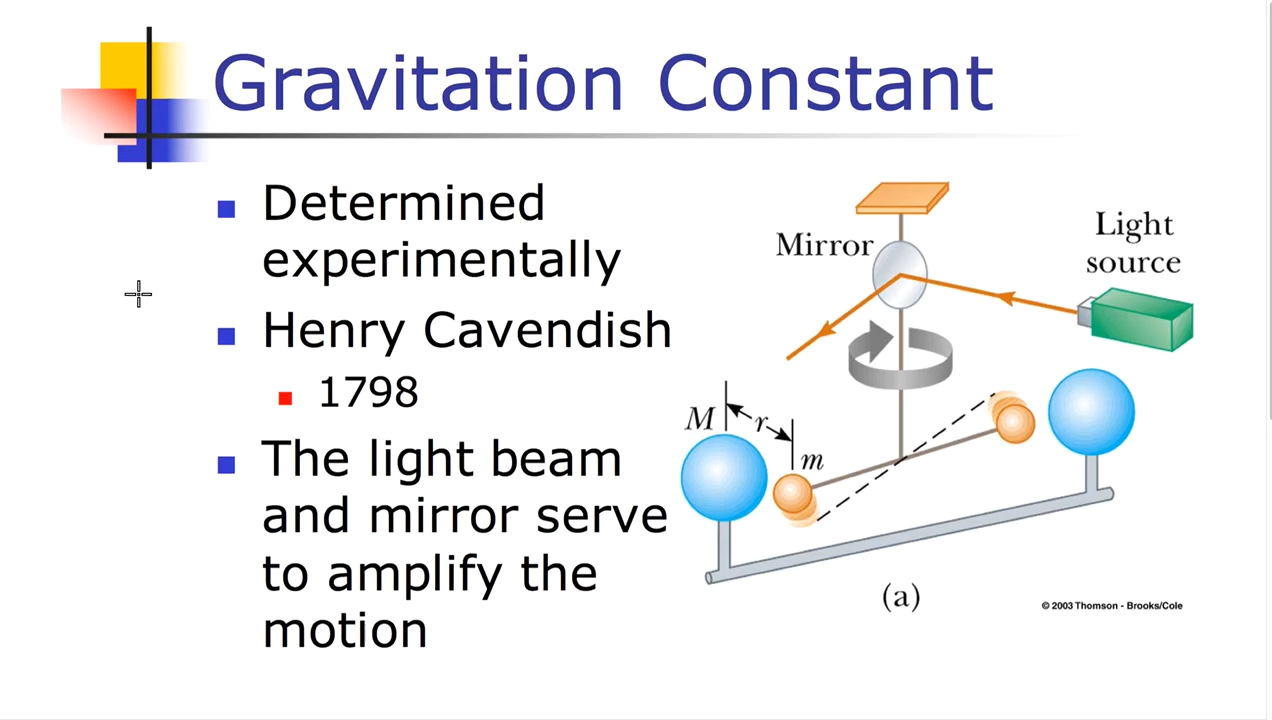 Gravitation Constant
Determined
experimentally
Henry Cavendish
1798
The light beam
and mirror serve
to amplify the
motion
Mirror
Light
source
M
r
m
(a)
© 2003 Thomson - Brooks/Cole